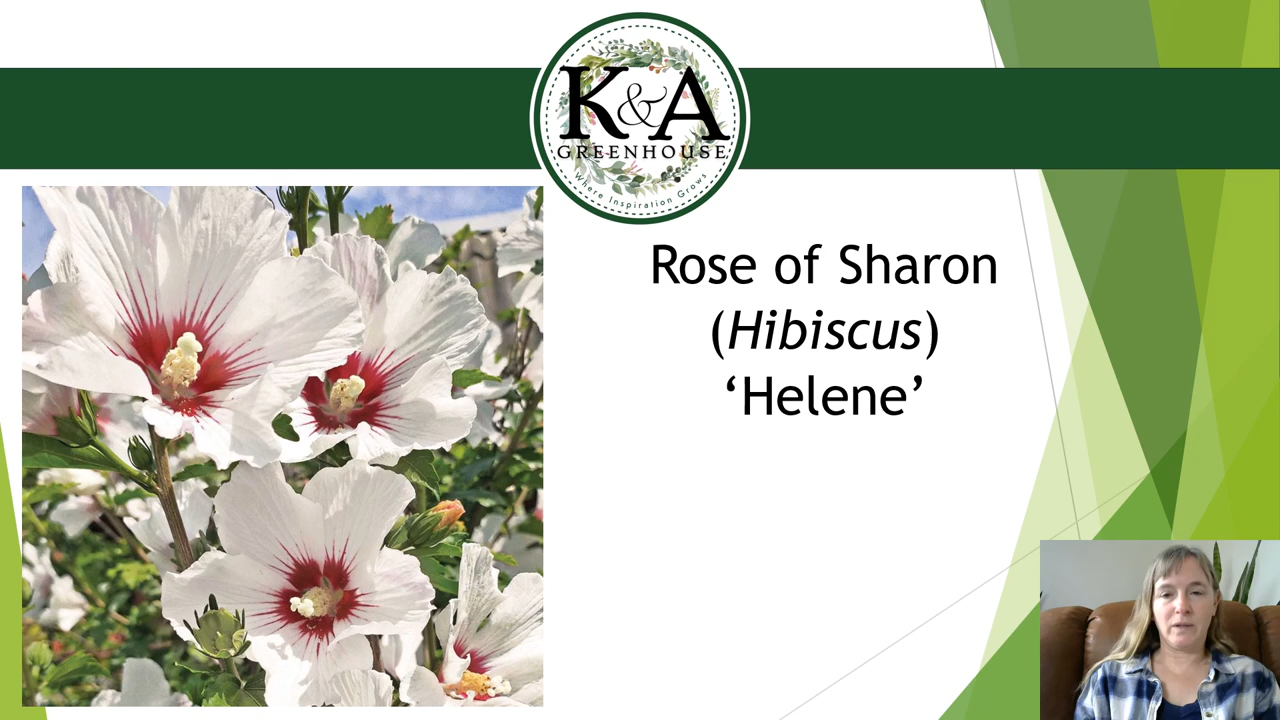 K&A
GREENHOUSE
Where Inspiration Grows
Rose of Sharon
(Hibiscus)
‘Helene’